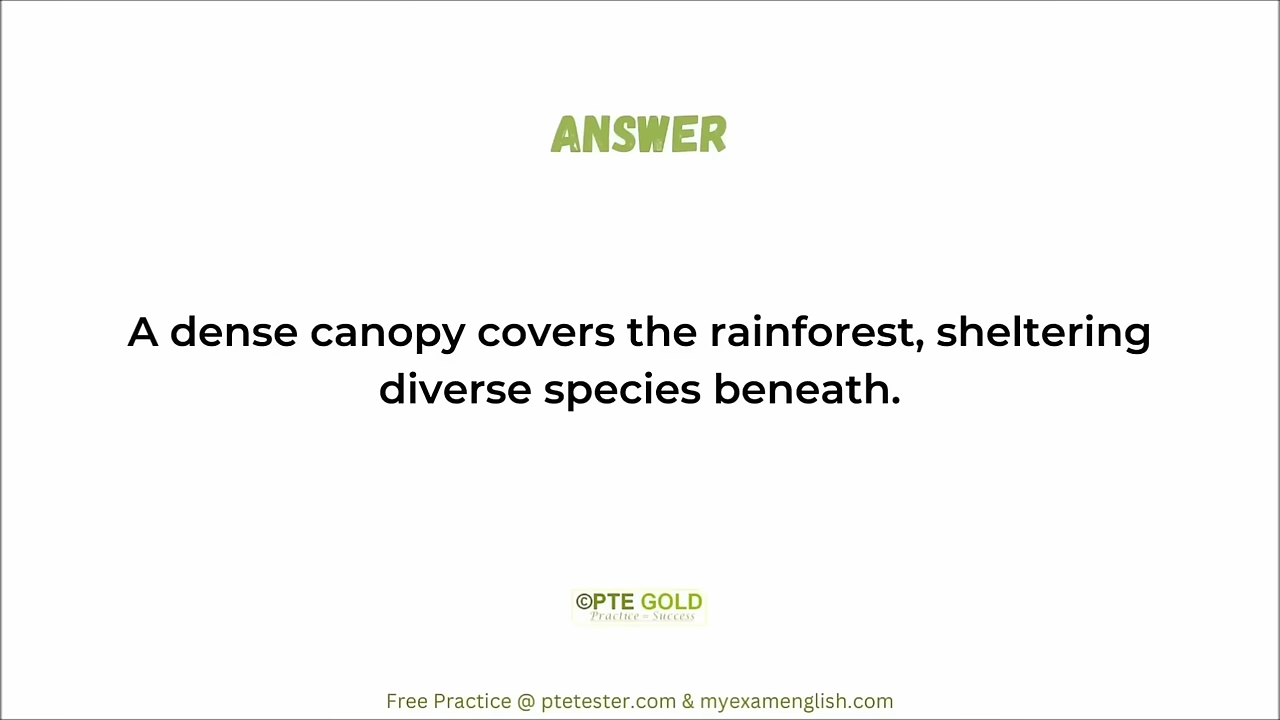 ANSWER
A dense canopy covers the rainforest, sheltering
diverse species beneath.
©PTE GOLD
Practice = Success
Free Practice @ ptetester.com & myexamenglish.com